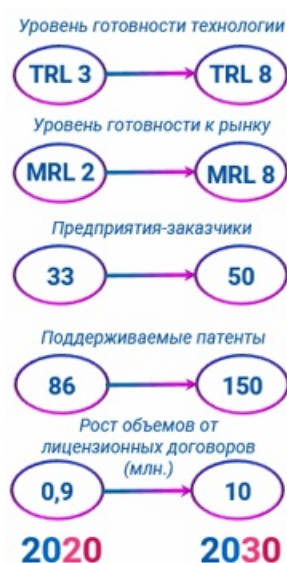 Уровень готовности технологии
TRL 3 TRL 8
Уровень готовности к рынку
MRL 2 MRL 8
Предприятия-заказчики
33 50
Поддерживаемые патенты
86 150
Рост объемов от
лицензионных договоров
(млн.)
0,9 10
2020 2030